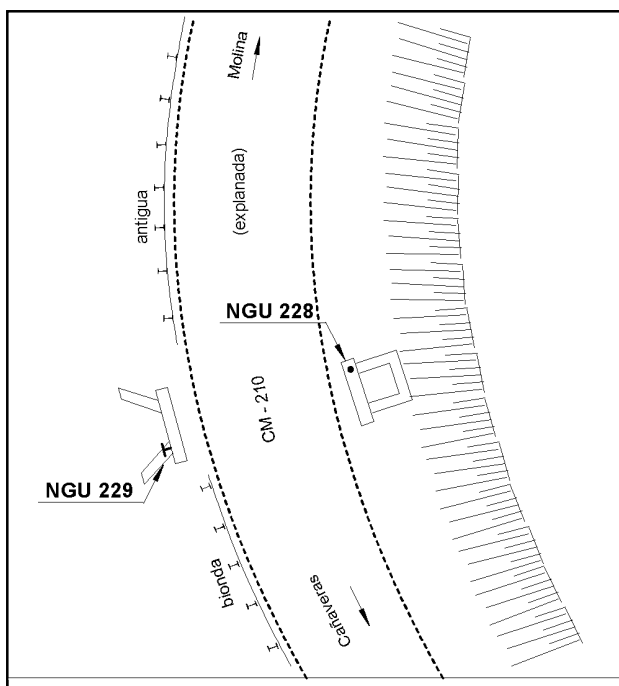 Molina
(explanada)
antigua
NGU 228
CM - 210
NGU 229
bionda
Cañaveras